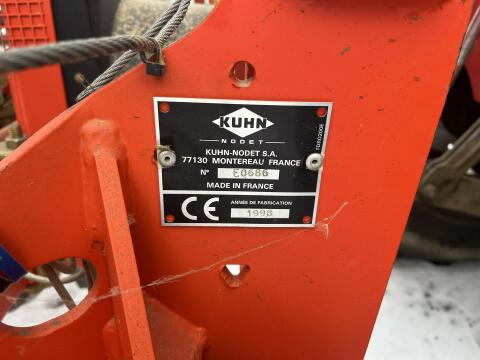 KUHN
NODET
KUHN-NODET S.A.
77130 MONTEREAU FRANCE
N° E0686
MADE IN FRANCE
CE
ANNÉE DE FABRICATION
1998